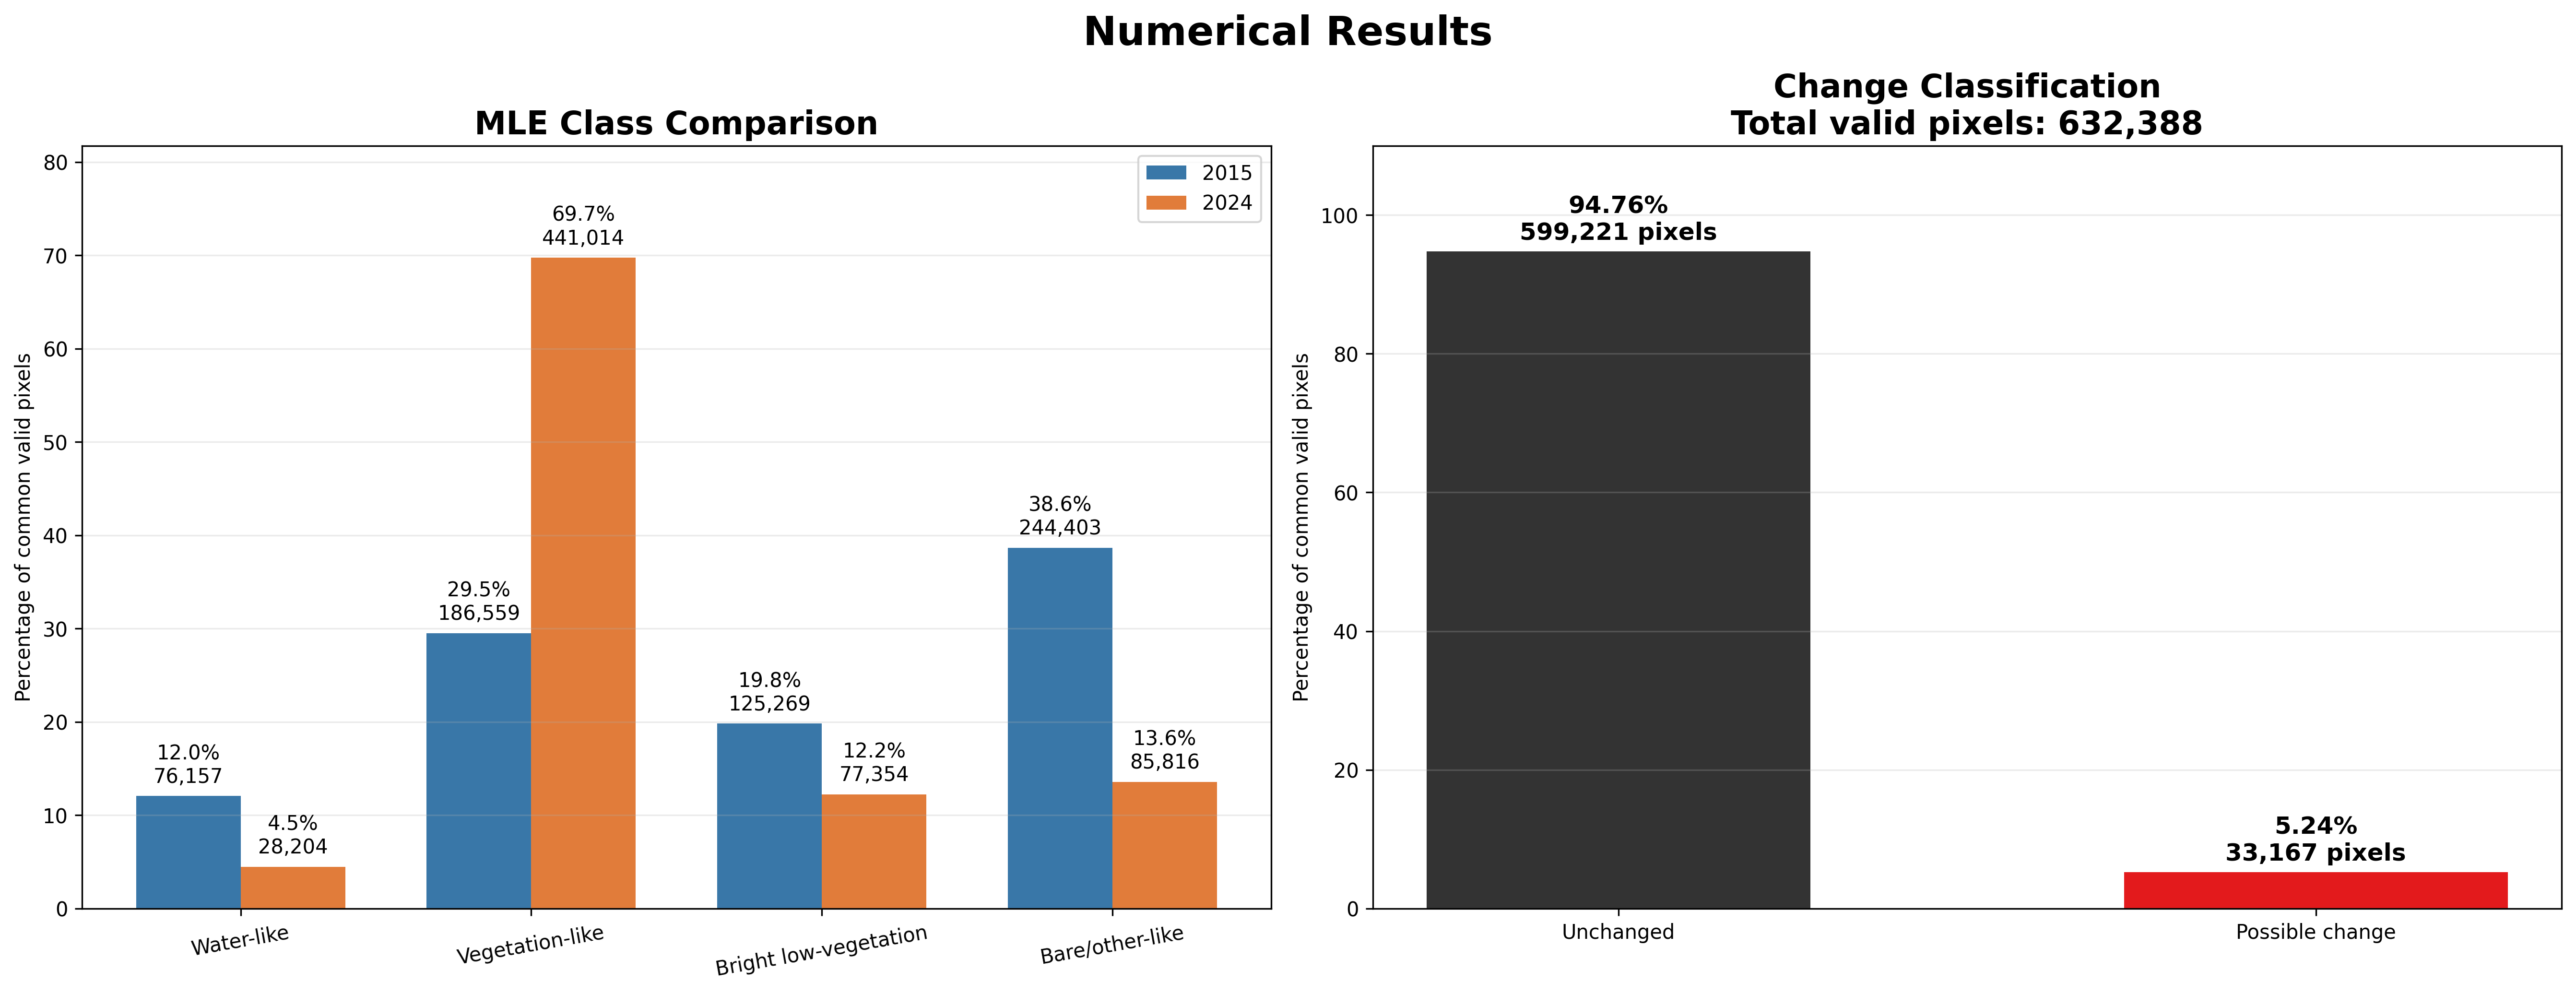 Numerical Results
MLE Class Comparison
Percentage of common valid pixels
80
70
60
50
40
30
20
10
0
2015
2024
12.0%
76,157
4.5%
28,204
29.5%
186,559
69.7%
441,014
19.8%
125,269
12.2%
77,354
38.6%
244,403
13.6%
85,816
Water-like
Vegetation-like
Bright low-vegetation
Bare/other-like
Change Classification
Total valid pixels: 632,388
Percentage of common valid pixels
100
80
60
40
20
0
94.76%
599,221 pixels
5.24%
33,167 pixels
Unchanged
Possible change